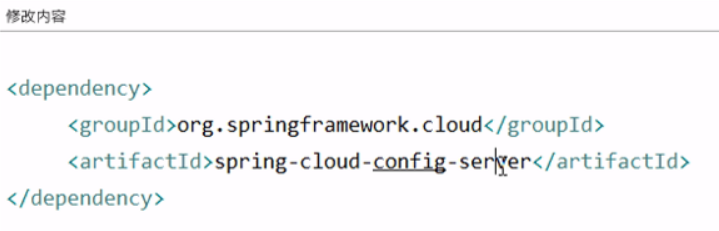 修改内容
<dependency>
<groupId>org.springframework.cloud</groupId>
<artifactId>spring-cloud-config-server</artifactId>
</dependency>